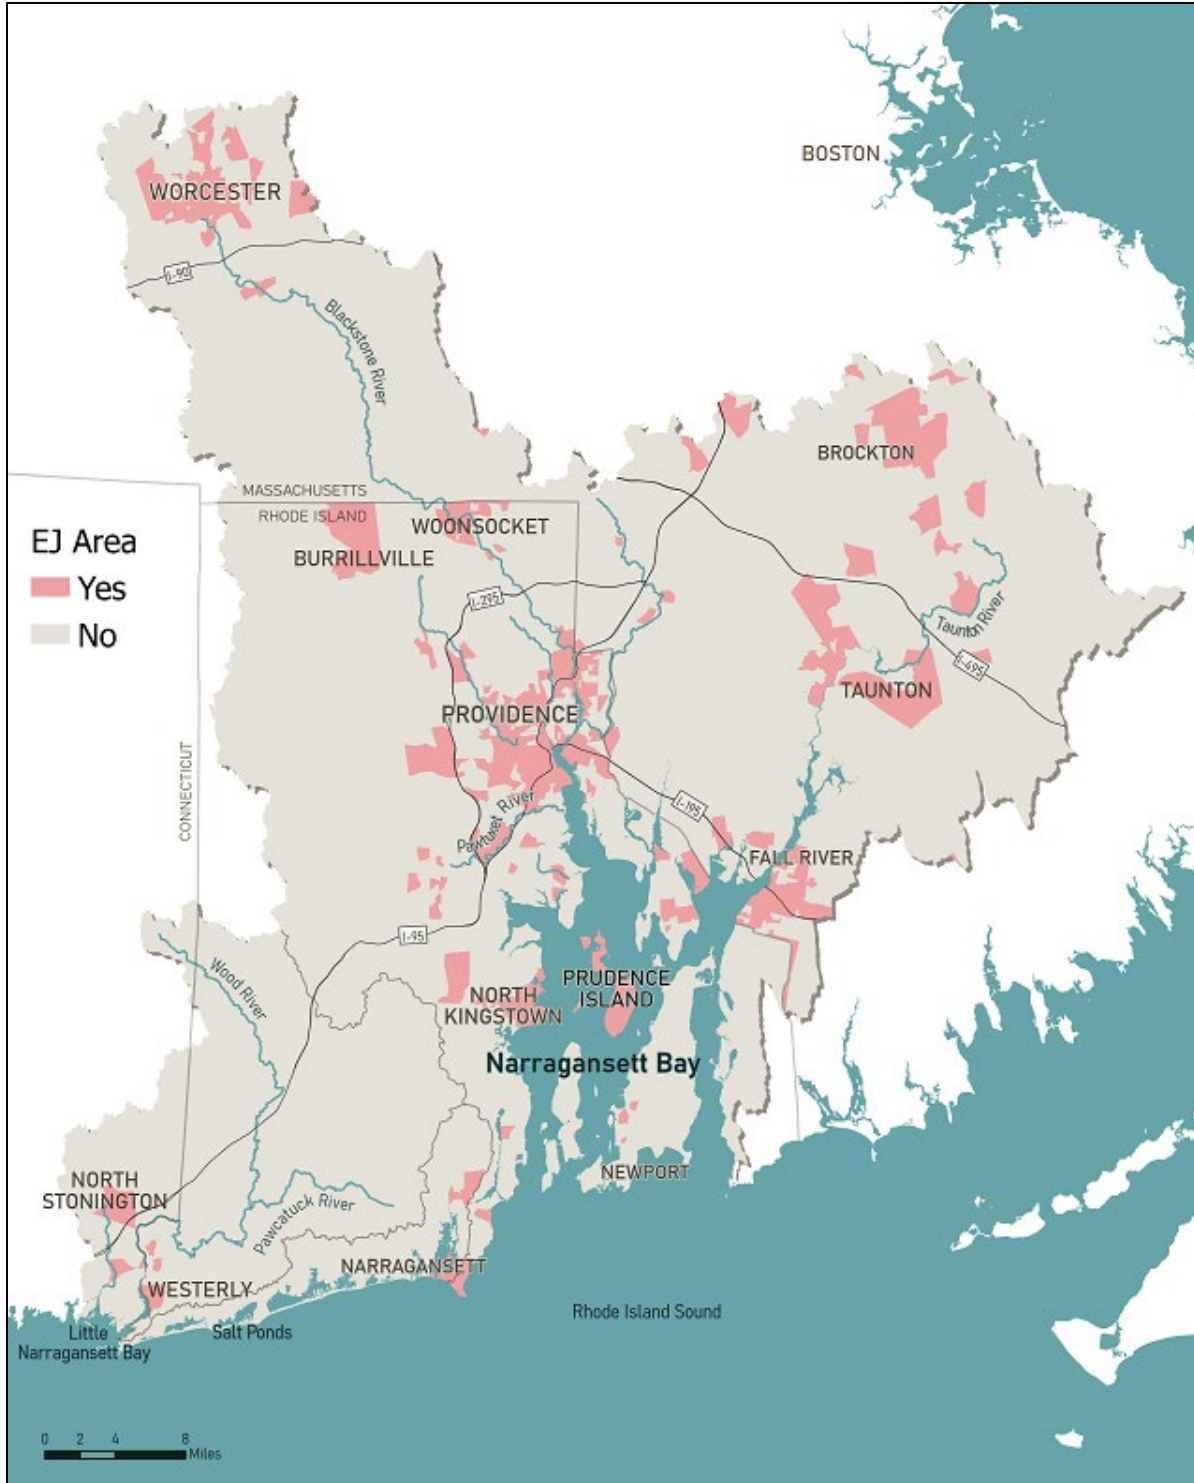 BOSTON
WORCESTER
I-90
Blackstone River
BROCKTON
MASSACHUSETTS
RHODE ISLAND
WOONSOCKET
BURRILLVILLE
EJ Area
Yes
No
I-295
Taunton River
I-495
TAUNTON
PROVIDENCE
CONNECTICUT
I-195
Pawtuxet River
FALL RIVER
I-95
Wood River
PRUDENCE
ISLAND
NORTH
KINGSTOWN
Narragansett Bay
NORTH
STONINGTON
NEWPORT
Pawcatuck River
NARRAGANSETT
WESTERLY
Rhode Island Sound
Salt Ponds
Little
Narragansett Bay
0 2 4 8
Miles